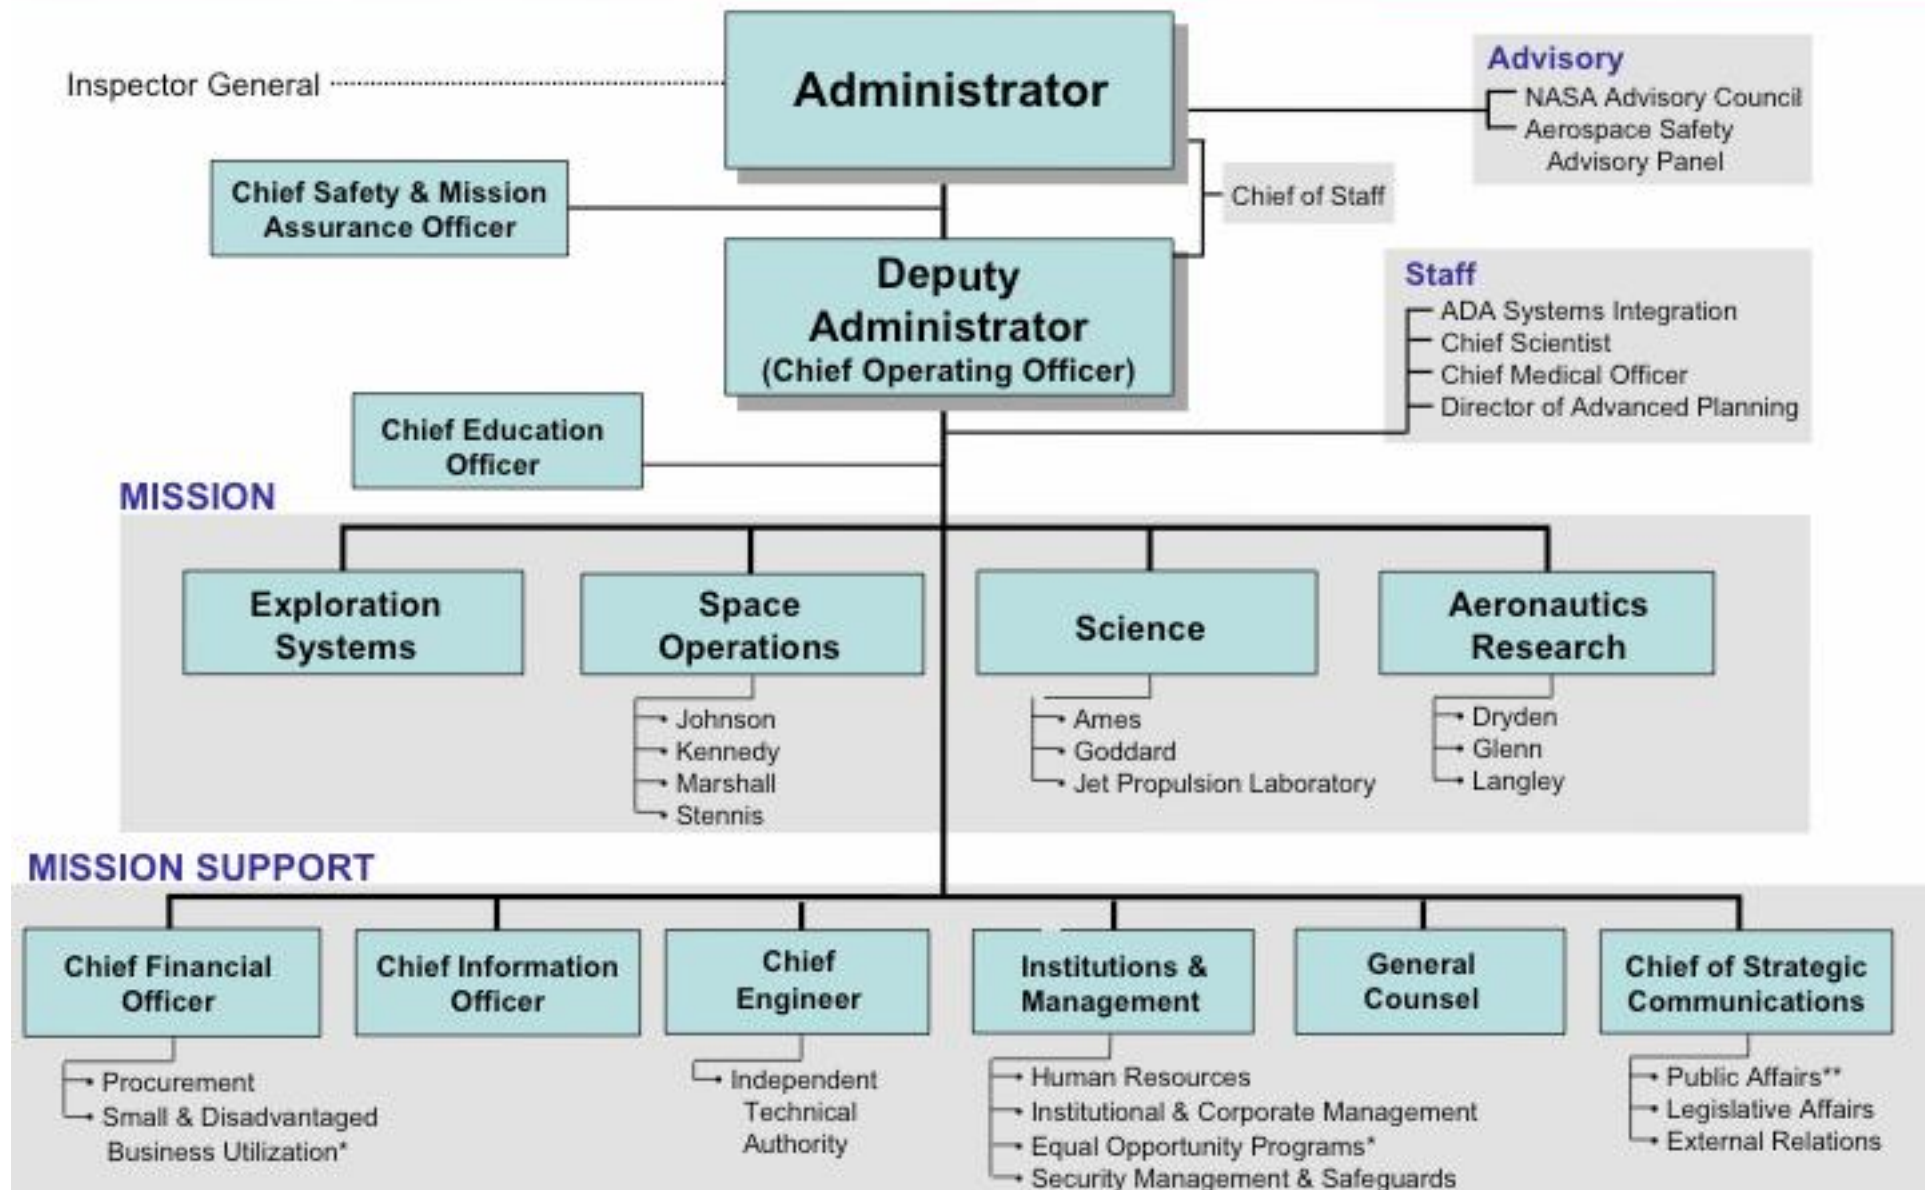 Administrator
Inspector General
Advisory
NASA Advisory Council
Aerospace Safety
Advisory Panel
Chief Safety & Mission
Assurance Officer
Chief of Staff
Deputy
Administrator
(Chief Operating Officer)
Staff
ADA Systems Integration
Chief Scientist
Chief Medical Officer
Director of Advanced Planning
Chief Education
Officer
MISSION
Exploration
Systems
Space
Operations
Johnson
Kennedy
Marshall
Stennis
Science
Ames
Goddard
Jet Propulsion Laboratory
Aeronautics
Research
Dryden
Glenn
Langley
MISSION SUPPORT
Chief Financial
Officer
Procurement
Small & Disadvantaged
Business Utilization*
Chief Information
Officer
Chief
Engineer
Independent
Technical
Authority
Institutions &
Management
Human Resources
Institutional & Corporate Management
Equal Opportunity Programs*
Security Management & Safeguards
General
Counsel
Chief of Strategic
Communications
Public Affairs**
Legislative Affairs
External Relations